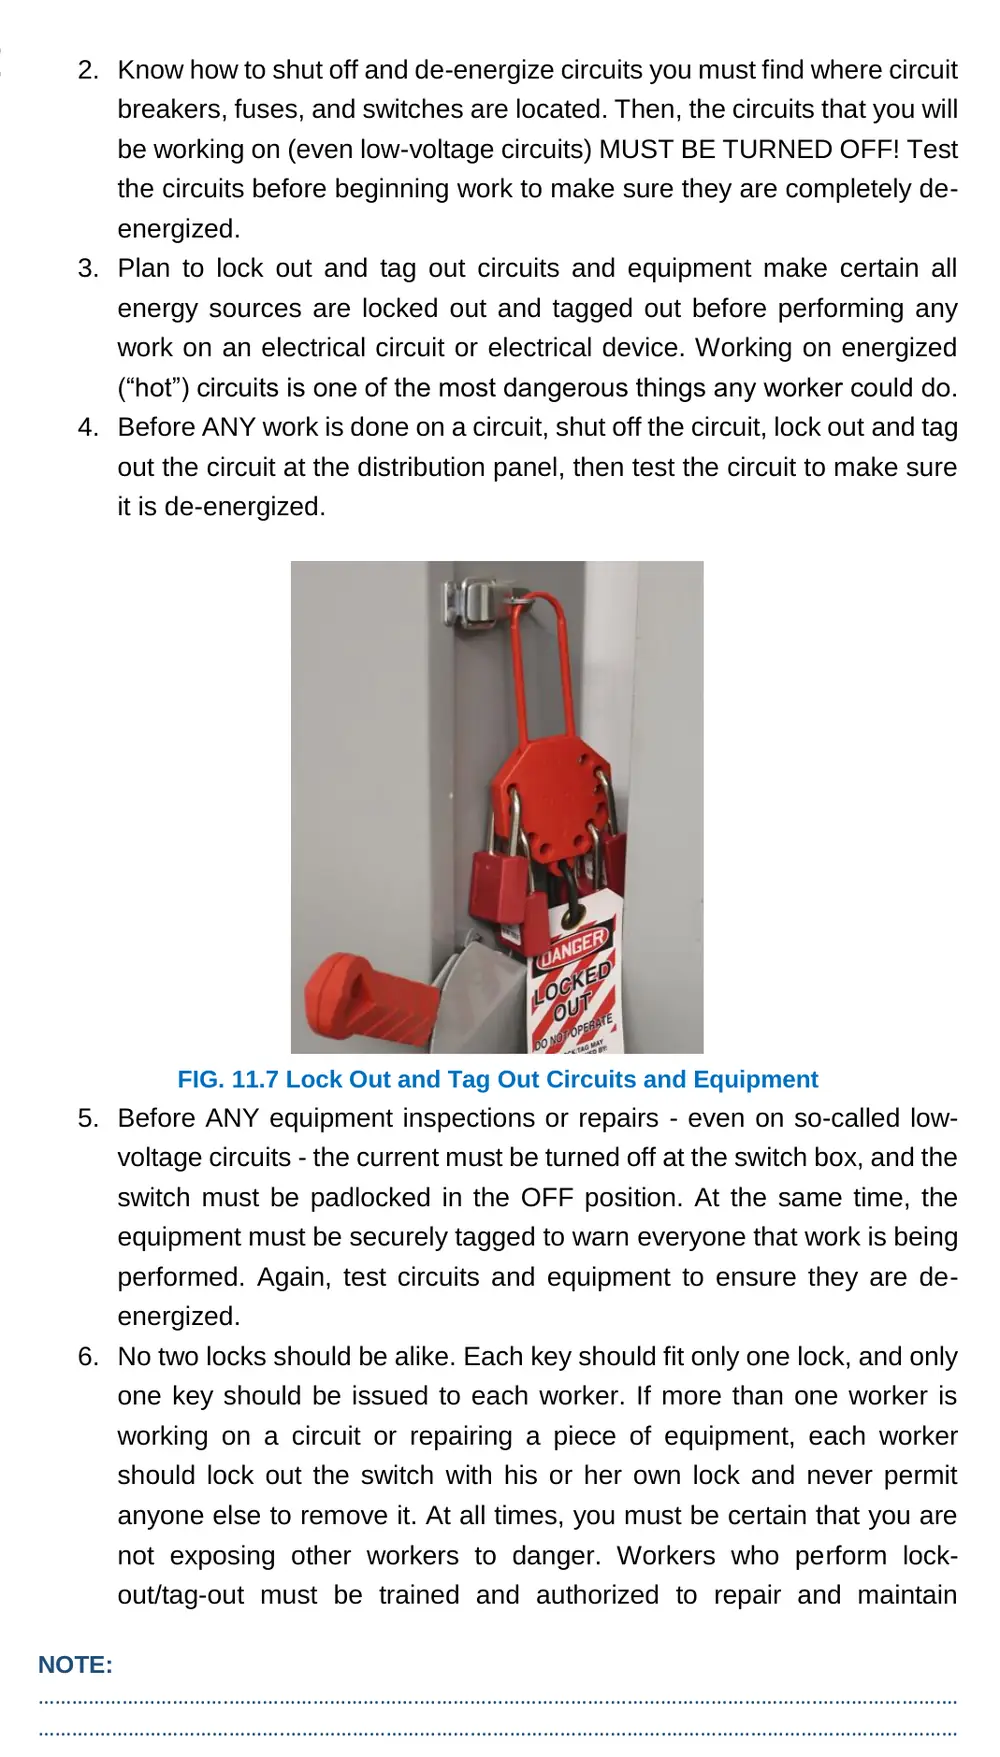 2. Know how to shut off and de-energize circuits you must find where circuit
breakers, fuses, and switches are located. Then, the circuits that you will
be working on (even low-voltage circuits) MUST BE TURNED OFF! Test
the circuits before beginning work to make sure they are completely de-
energized.
3. Plan to lock out and tag out circuits and equipment make certain all
energy sources are locked out and tagged out before performing any
work on an electrical circuit or electrical device. Working on energized
(“hot”) circuits is one of the most dangerous things any worker could do.
4. Before ANY work is done on a circuit, shut off the circuit, lock out and tag
out the circuit at the distribution panel, then test the circuit to make sure
it is de-energized.
DANGER
LOCKED
OUT
DO NOT OPERATE
TAG MAY
BY:
FIG. 11.7 Lock Out and Tag Out Circuits and Equipment
5. Before ANY equipment inspections or repairs - even on so-called low-
voltage circuits - the current must be turned off at the switch box, and the
switch must be padlocked in the OFF position. At the same time, the
equipment must be securely tagged to warn everyone that work is being
performed. Again, test circuits and equipment to ensure they are de-
energized.
6. No two locks should be alike. Each key should fit only one lock, and only
one key should be issued to each worker. If more than one worker is
working on a circuit or repairing a piece of equipment, each worker
should lock out the switch with his or her own lock and never permit
anyone else to remove it. At all times, you must be certain that you are
not exposing other workers to danger. Workers who perform lock-
out/tag-out must be trained and authorized to repair and maintain
NOTE: